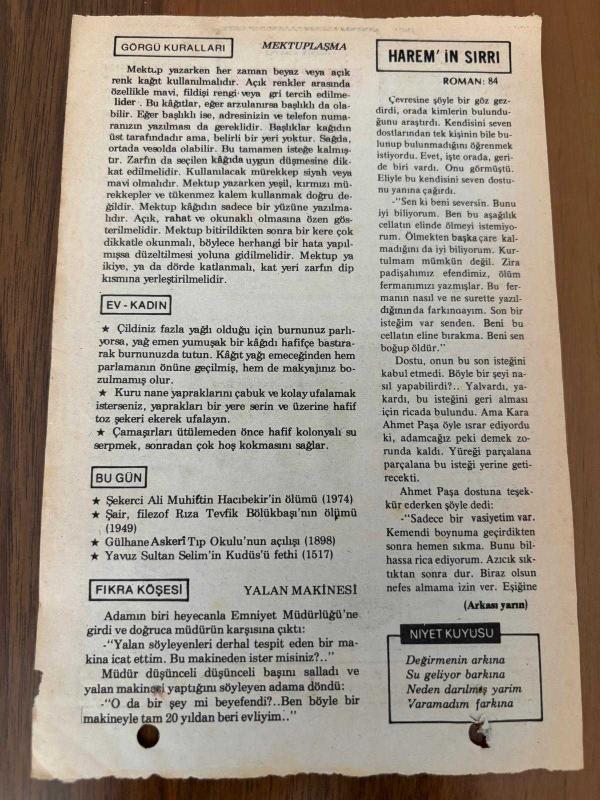 GÖRGÜ KURALLARI
MEKTUPLAŞMA
Mektup yazarken her zaman beyaz veya açık
renk kağıt kullanılmalıdır. Açık renkler arasında
özellikle mavi, fildişi rengi veya gri tercih edilme-
lidir. Bu kâğıtlar, eğer arzulanırsa başlıklı da ola-
bilir. Eğer başlıklı ise, adresinizin ve telefon numa-
ranızın yazılması da gereklidir. Başlıklar kağıdın
üst tarafındadır ama, belirli bir yeri yoktur. Sağda,
ortada vesolda olabilir. Bu tamamen isteğe kalmış-
tır. Zarfın da seçilen kâğıda uygun düşmesine dik-
kat edilmelidir. Kullanılacak mürekkep siyah veya
mavi olmalıdır. Mektup yazarken yeşil, kırmızı mü-
rekkepler ve tükenmez kalem kullanmak doğru de-
ğildir. Mektup kâğıdın sadece bir yüzüne yazılma-
lıdır. Açık, rahat ve okunaklı olmasına özen gös-
terilmelidir. Mektup bitirildikten sonra bir kere çok
dikkatle okunmalı, böylece herhangi bir hata yapıl-
mışsa düzeltilmesi yoluna gidilmelidir. Mektup ya
ikiye, ya da dörde katlanmalı, kat yeri zarfın dip
kısmına yerleştirilmelidir.
EV - KADIN
★ Çildiniz fazla yağlı olduğu için burnunuz parlı-
yorsa, yağ emen yumuşak bir kâğıdı hafifçe bastıra-
rak burnunuzda tutun. Kâğıt yağı emeceğinden hem
parlamanın önüne geçilmiş, hem de makyajınız bo-
zulmamış olur.
★ Kuru nane yapraklarını çabuk ve kolay ufalamak
isterseniz, yaprakları bir yere serin ve üzerine hafif
toz şekeri ekerek ufalayın.
★ Çamaşırları ütülemeden önce hafif kolonyalı su
serpmek, sonradan çok hoş kokmasını sağlar.
BU GÜN
★ Şekerci Ali Muhittin Hacıbekir'in ölümü (1974)
★ Şair, filezof Rıza Tevfik Bölükbaşı'nın ölümü
(1949)
★ Gülhane Askerî Tıp Okulu'nun açılışı (1898)
★ Yavuz Sultan Selim'in Kudüs'ü fethi (1517)
FIKRA KÖŞESİ
YALAN MAKİNESİ
Adamın biri heyecanla Emniyet Müdürlüğü'ne
girdi ve doğruca müdürün karşısına çıktı:
-"Yalan söyleyenleri derhal tespit eden bir ma-
kina icat ettim. Bu makineden ister misiniz?.."
Müdür düşünceli düşünceli başını salladı ve
yalan makineci yaptığını söyleyen adama döndü:
-"O da bir şey mi beyefendi?..Ben böyle bir
makineyle tam 20 yıldan beri evliyim.."
HAREM' İN SIRRI
ROMAN: 84
Çevresine şöyle bir göz gez-
dirdi, orada kimlerin bulundu-
ğunu araştırdı. Kendisini seven
dostlarından tek kişinin bile bu-
lunup bulunmadığını öğrenmek
istiyordu. Evet, işte orada, geri-
de biri vardı. Onu görmüştü.
Eliyle bu kendisini seven dostu-
nu yanına çağırdı.
-"Sen ki beni seversin. Bunu
iyi biliyorum. Ben bu aşağılık
cellatın elinde ölmeyi istemiyo-
rum. Ölmekten başka çare kal-
madığını da iyi biliyorum. Kur-
tulmam mümkün değil. Zira
padişahımız efendimiz, ölüm
fermanımızı yazmışlar. Bu fer-
manın nasıl ve ne surette yazıl-
dığınında farkınoayım. Son bir
isteğim var senden. Beni bu
cellatın eline bırakma. Beni sen
boğup öldür."
Dostu, onun bu son isteğini
kabul etmedi. Böyle bir şeyi na-
sıl yapabilirdi?.. Yalvardı, ya-
kardı, bu isteğini geri alması
için ricada bulundu. Ama Kara
Ahmet Paşa öyle ısrar ediyordu
ki, adamcağız peki demek zo-
runda kaldı. Yüreği parçalana
parçalana bu isteği yerine geti-
recekti.
Ahmet Paşa dostuna teşek-
kür ederken şöyle dedi:
-"Sadece bir vasiyetim var.
Kemendi boynuma geçirdikten
sonra hemen sıkma. Bunu bil-
hassa rica ediyorum. Azıcık sık-
tıktan sonra dur. Biraz olsun
nefes almama izin ver. Eşiğine
(Arkası yarın)
NİYET KUYUSU
Değirmenin arkına
Su geliyor barkına
Neden darılmış yarim
Varamadım farkına